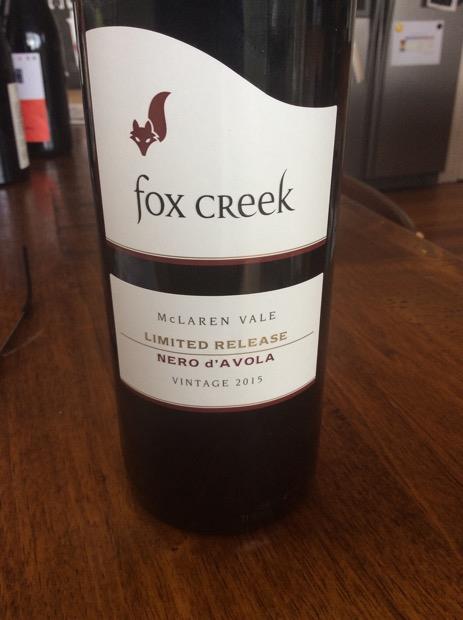 fox creek
McLAREN VALE
LIMITED RELEASE
NERO d'AVOLA
VINTAGE 2015